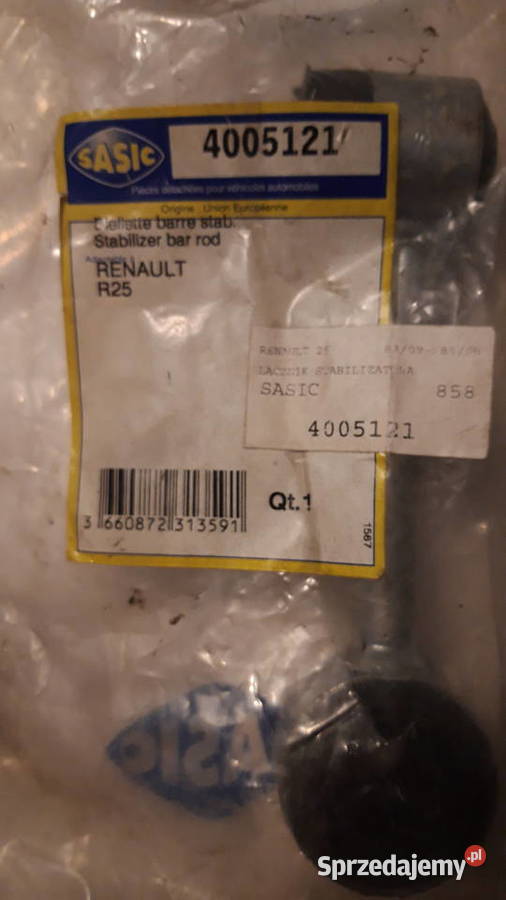 SASIC
4005121
Pièces détachées pour véhicules automobiles
Origine : Union Européenne
Biellette barre stab.
Stabilizer bar rod
RENAULT
R25
RENAULT 25
ŁĄCZNIK STABILIZATORA
SASIC 858
4005121
Qt.1
3 660872 313591
1567
SASIC
Sprzedajemy.pl